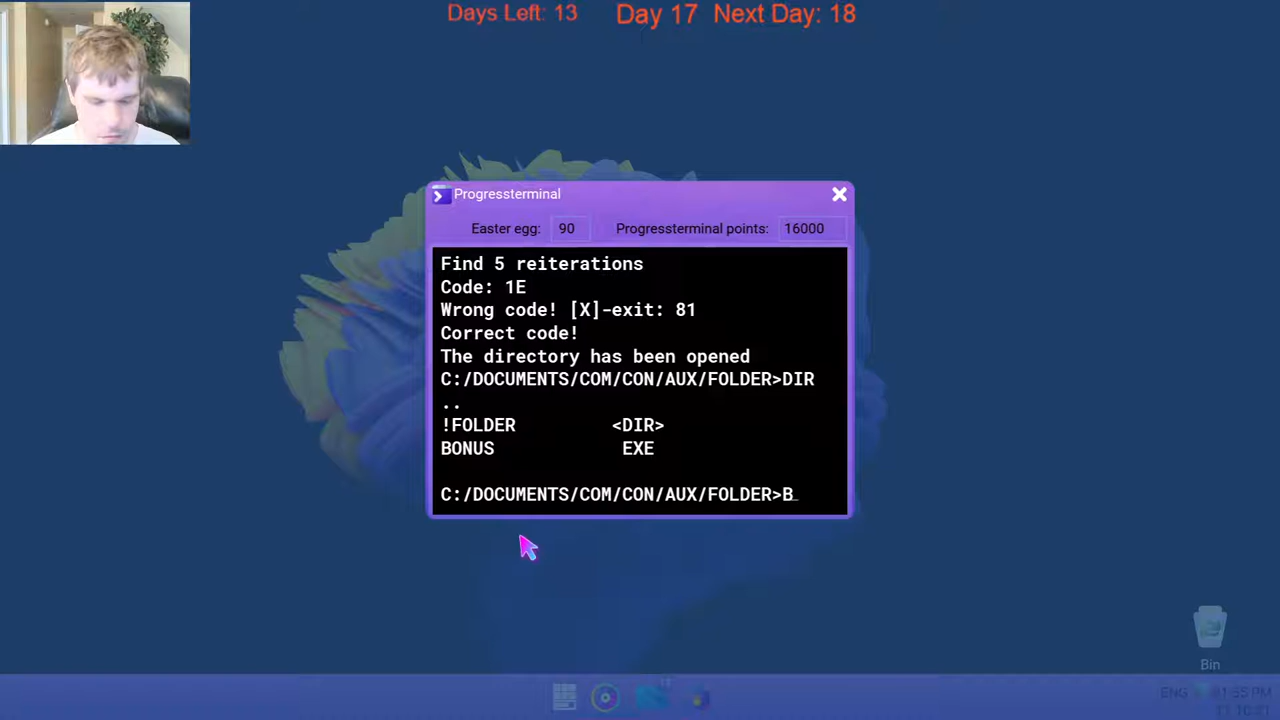 Days Left: 13 Day 17 Next Day: 18
Progressterminal
Easter egg: 90 Progressterminal points: 16000
Find 5 reiterations
Code: 1E
Wrong code! [X]-exit: 81
Correct code!
The directory has been opened
C:/DOCUMENTS/COM/CON/AUX/FOLDER>DIR
..
!FOLDER <DIR>
BONUS EXE
C:/DOCUMENTS/COM/CON/AUX/FOLDER>B_
Bin
ENG